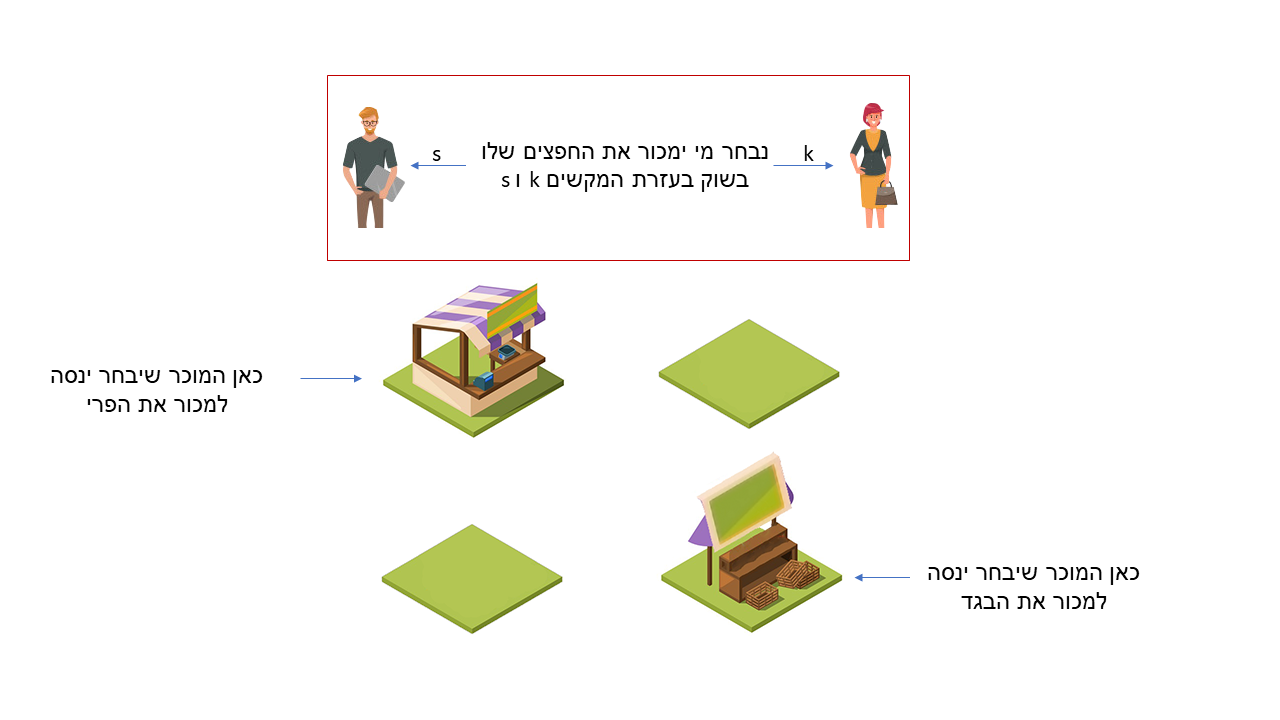 s
נבחר מי ימכור את החפצים שלו
k
בשוק בעזרת המקשים k ו s
כאן המוכר שיבחר ינסה
למכור את הפרי
כאן המוכר שיבחר ינסה
למכור את הבגד